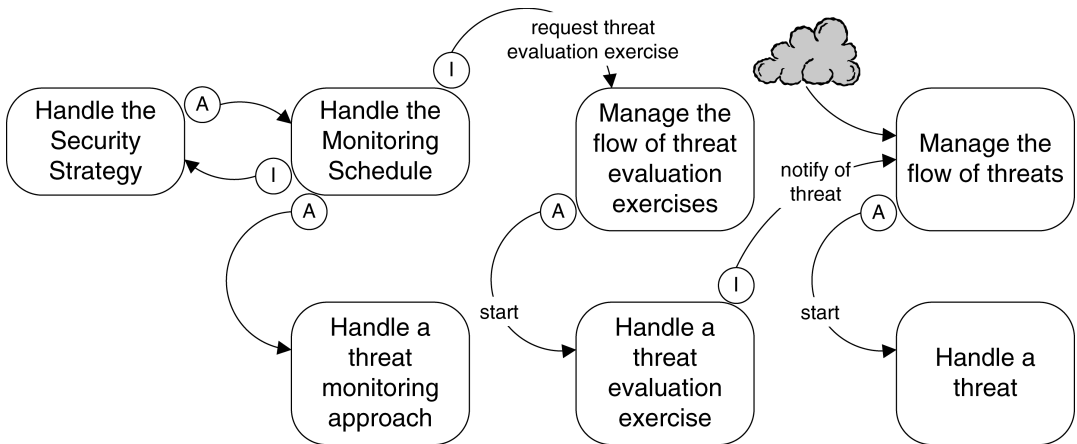 request threat
evaluation exercise
I
A
Handle the
Security
Strategy
Handle the
Monitoring
Schedule
Manage the
flow of threat
evaluation
exercises
Manage the
flow of threats
I
notify of
threat
A
A
A
I
start
start
Handle a
threat
monitoring
approach
Handle a
threat
evaluation
exercise
Handle a
threat